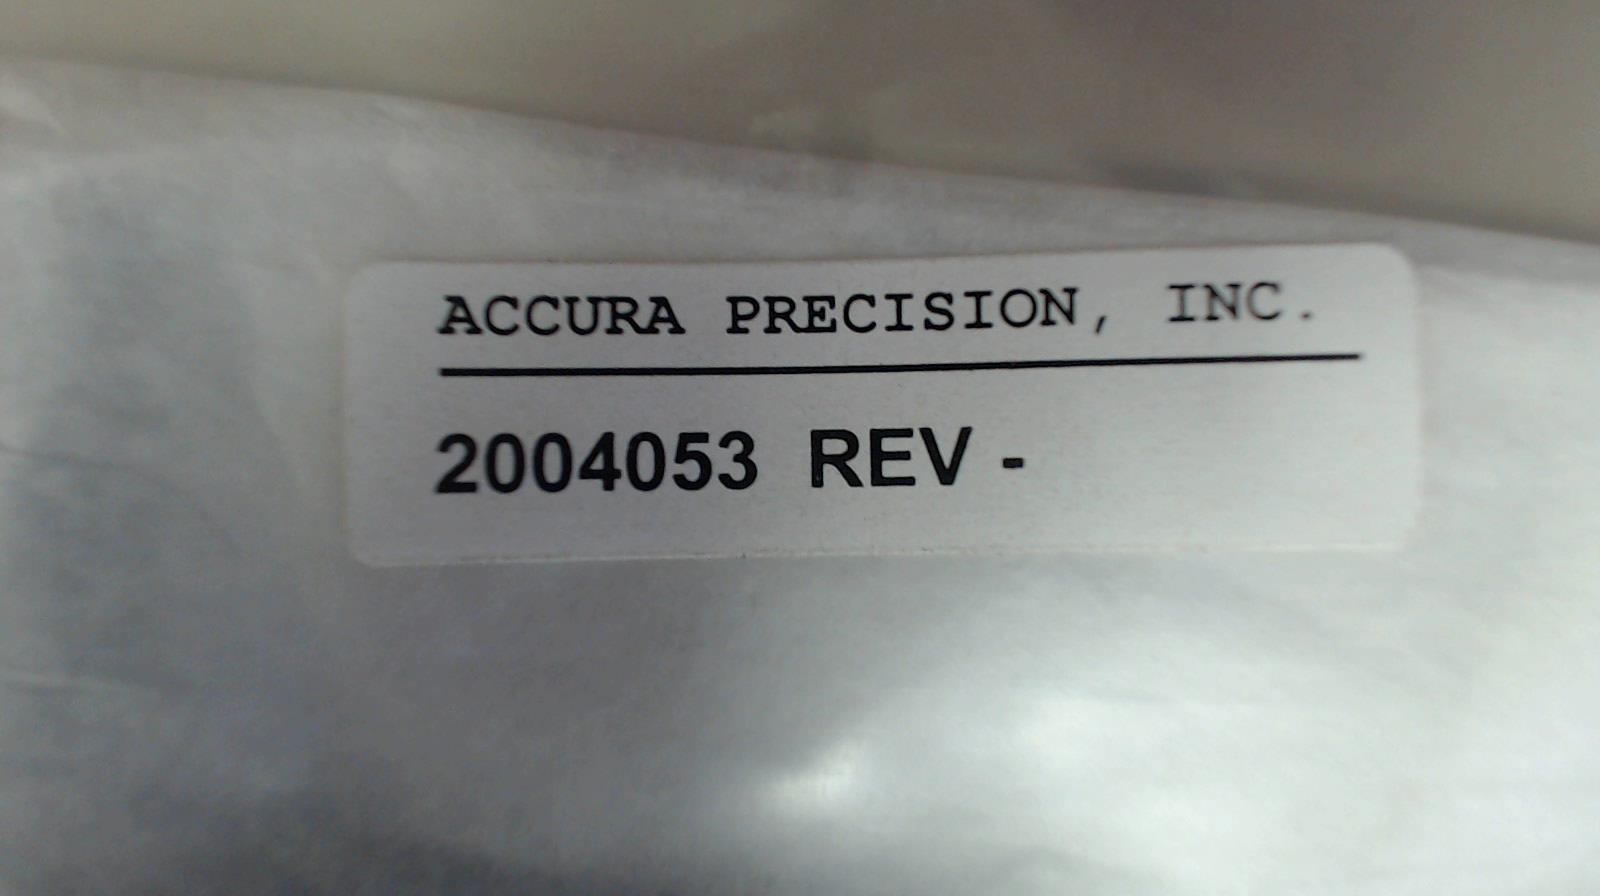 ACCURA PRECISION, INC.
2004053 REV -